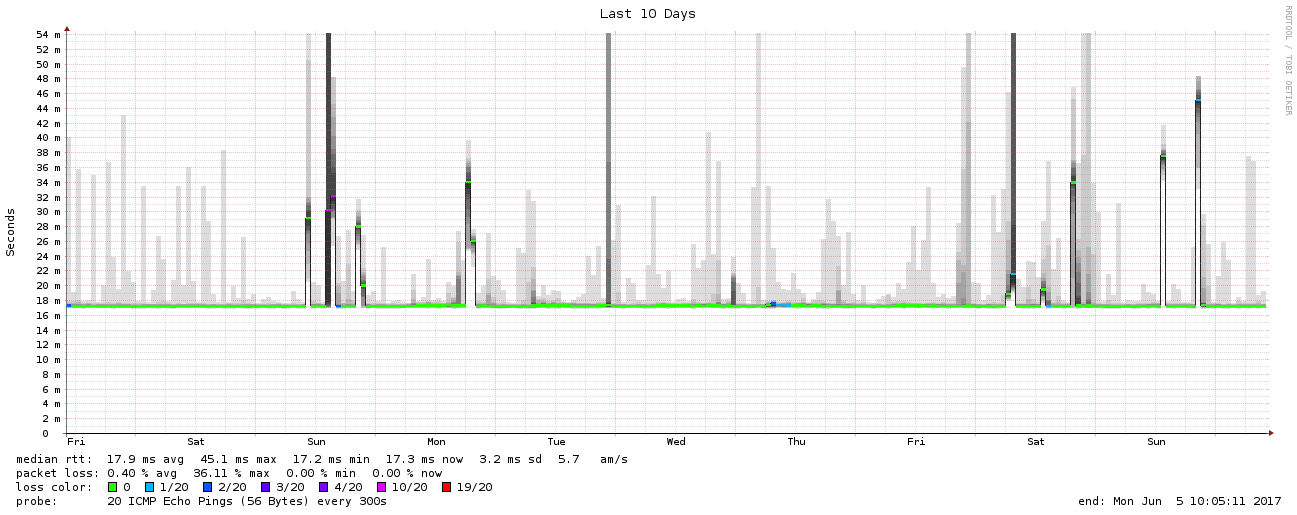 Last 10 Days
RRDTOOL / TOBI OETIKER
Seconds
54 m
52 m
50 m
48 m
46 m
44 m
42 m
40 m
38 m
36 m
34 m
32 m
30 m
28 m
26 m
24 m
22 m
20 m
18 m
16 m
14 m
12 m
10 m
8 m
6 m
4 m
2 m
0
Fri Sat Sun Mon Tue Wed Thu Fri Sat Sun
median rtt: 17.9 ms avg 45.1 ms max 17.2 ms min 17.3 ms now 3.2 ms sd 5.7 am/s
packet loss: 0.40 % avg 36.11 % max 0.00 % min 0.00 % now
loss color: 0 1/20 2/20 3/20 4/20 10/20 19/20
probe: 20 ICMP Echo Pings (56 Bytes) every 300s end: Mon Jun 5 10:05:11 2017